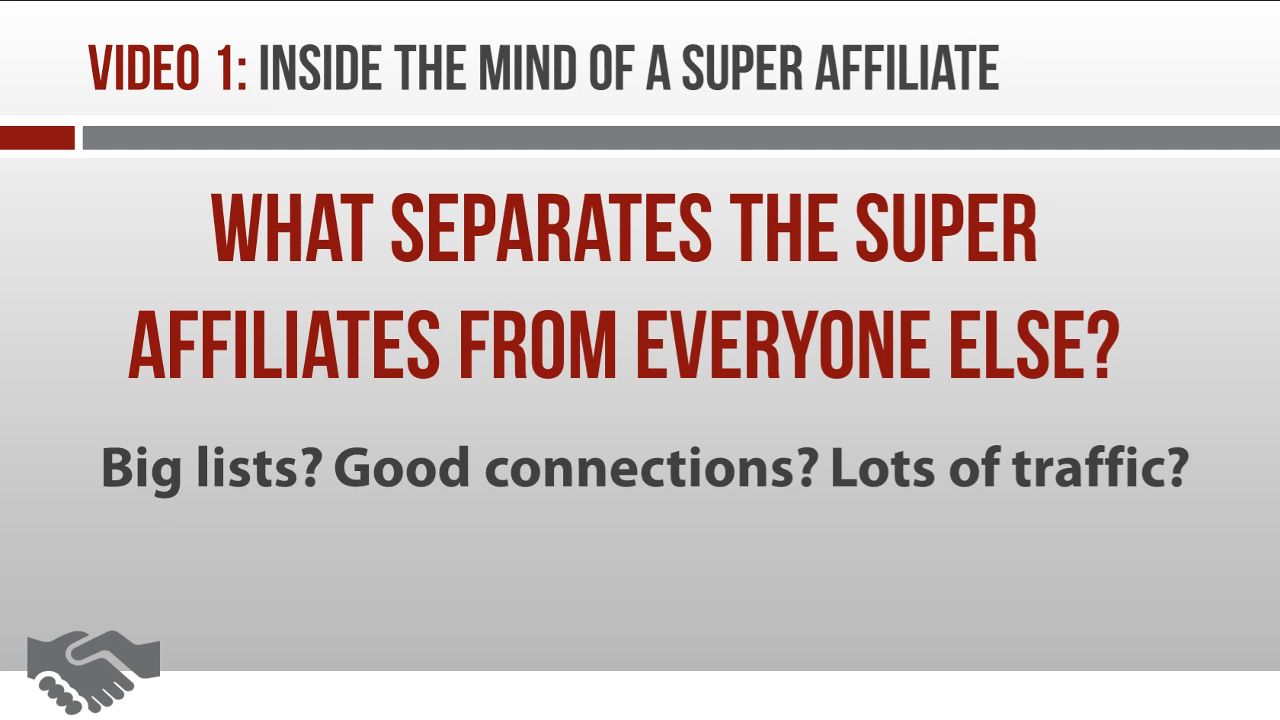 VIDEO 1: INSIDE THE MIND OF A SUPER AFFILIATE
WHAT SEPARATES THE SUPER
AFFILIATES FROM EVERYONE ELSE?
Big lists? Good connections? Lots of traffic?